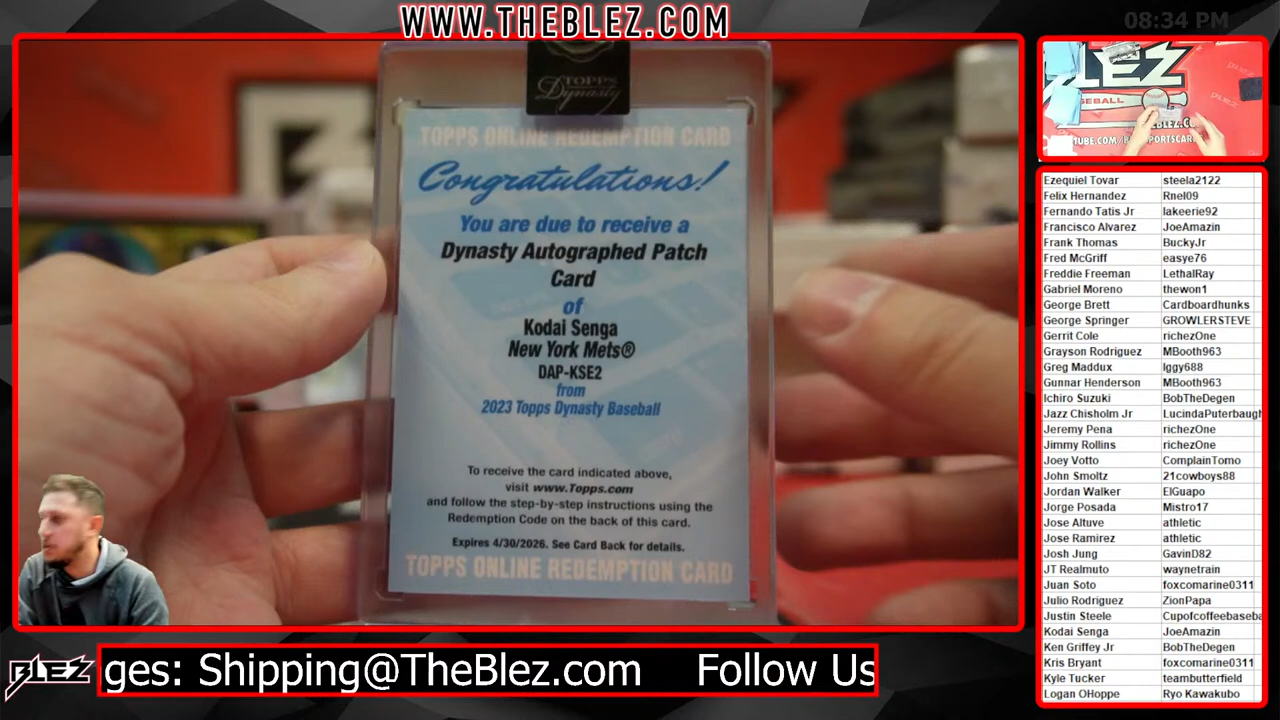 WWW.THEBLEZ.COM
08:34 PM
TOPPS
Dynasty
TOPPS ONLINE REDEMPTION CARD
Congratulations!
You are due to receive a
Dynasty Autographed Patch
Card
of
Kodai Senga
New York Mets®
DAP-KSE2
from
2023 Topps Dynasty Baseball
To receive the card indicated above,
visit www.Topps.com
and follow the step-by-step instructions using the
Redemption Code on the back of this card.
Expires 4/30/2026. See Card Back for details.
TOPPS ONLINE REDEMPTION CARD
Ezequiel Tovar steela2122
Felix Hernandez Rnel09
Fernando Tatis Jr lakeerie92
Francisco Alvarez JoeAmazin
Frank Thomas BuckyJr
Fred McGriff easye76
Freddie Freeman LethalRay
Gabriel Moreno thewon1
George Brett Cardboardhunks
George Springer GROWLERSTEVE
Gerrit Cole richezOne
Grayson Rodriguez MBooth963
Greg Maddux Iggy688
Gunnar Henderson MBooth963
Ichiro Suzuki BobTheDegen
Jazz Chisholm Jr LucindaPuterbaugh
Jeremy Pena richezOne
Jimmy Rollins richezOne
Joey Votto ComplainTomo
John Smoltz 21cowboys88
Jordan Walker ElGuapo
Jorge Posada Mistro17
Jose Altuve athletic
Jose Ramirez athletic
Josh Jung GavinD82
JT Realmuto waynetrain
Juan Soto foxcomarine0311
Julio Rodriguez ZionPapa
Justin Steele Cupofcoffeebaseba
Kodai Senga JoeAmazin
Ken Griffey Jr BobTheDegen
Kris Bryant foxcomarine0311
Kyle Tucker teambutterfield
Logan OHoppe Ryo Kawakubo
BLEZ
ges: Shipping@TheBlez.com Follow Us